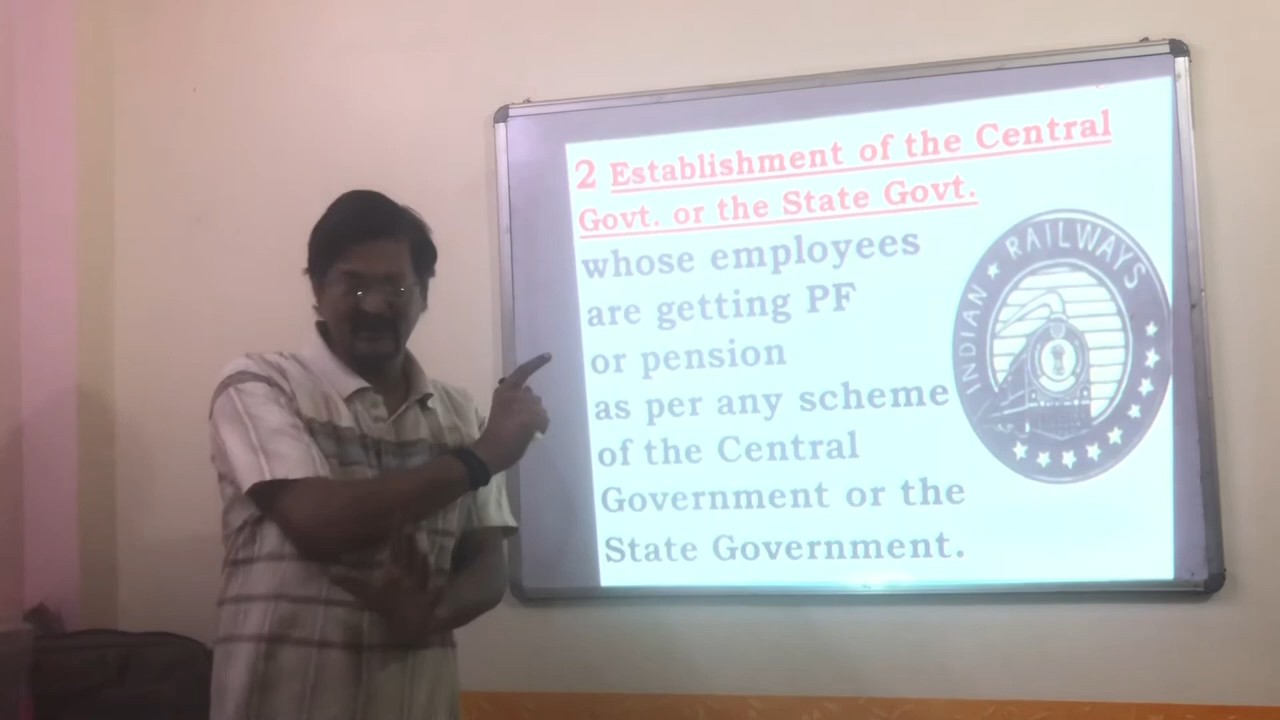 2 Establishment of the Central
Govt. or the State Govt.
whose employees
are getting PF
or pension
as per any scheme
of the Central
Government or the
State Government.
INDIAN ★ RAILWAYS